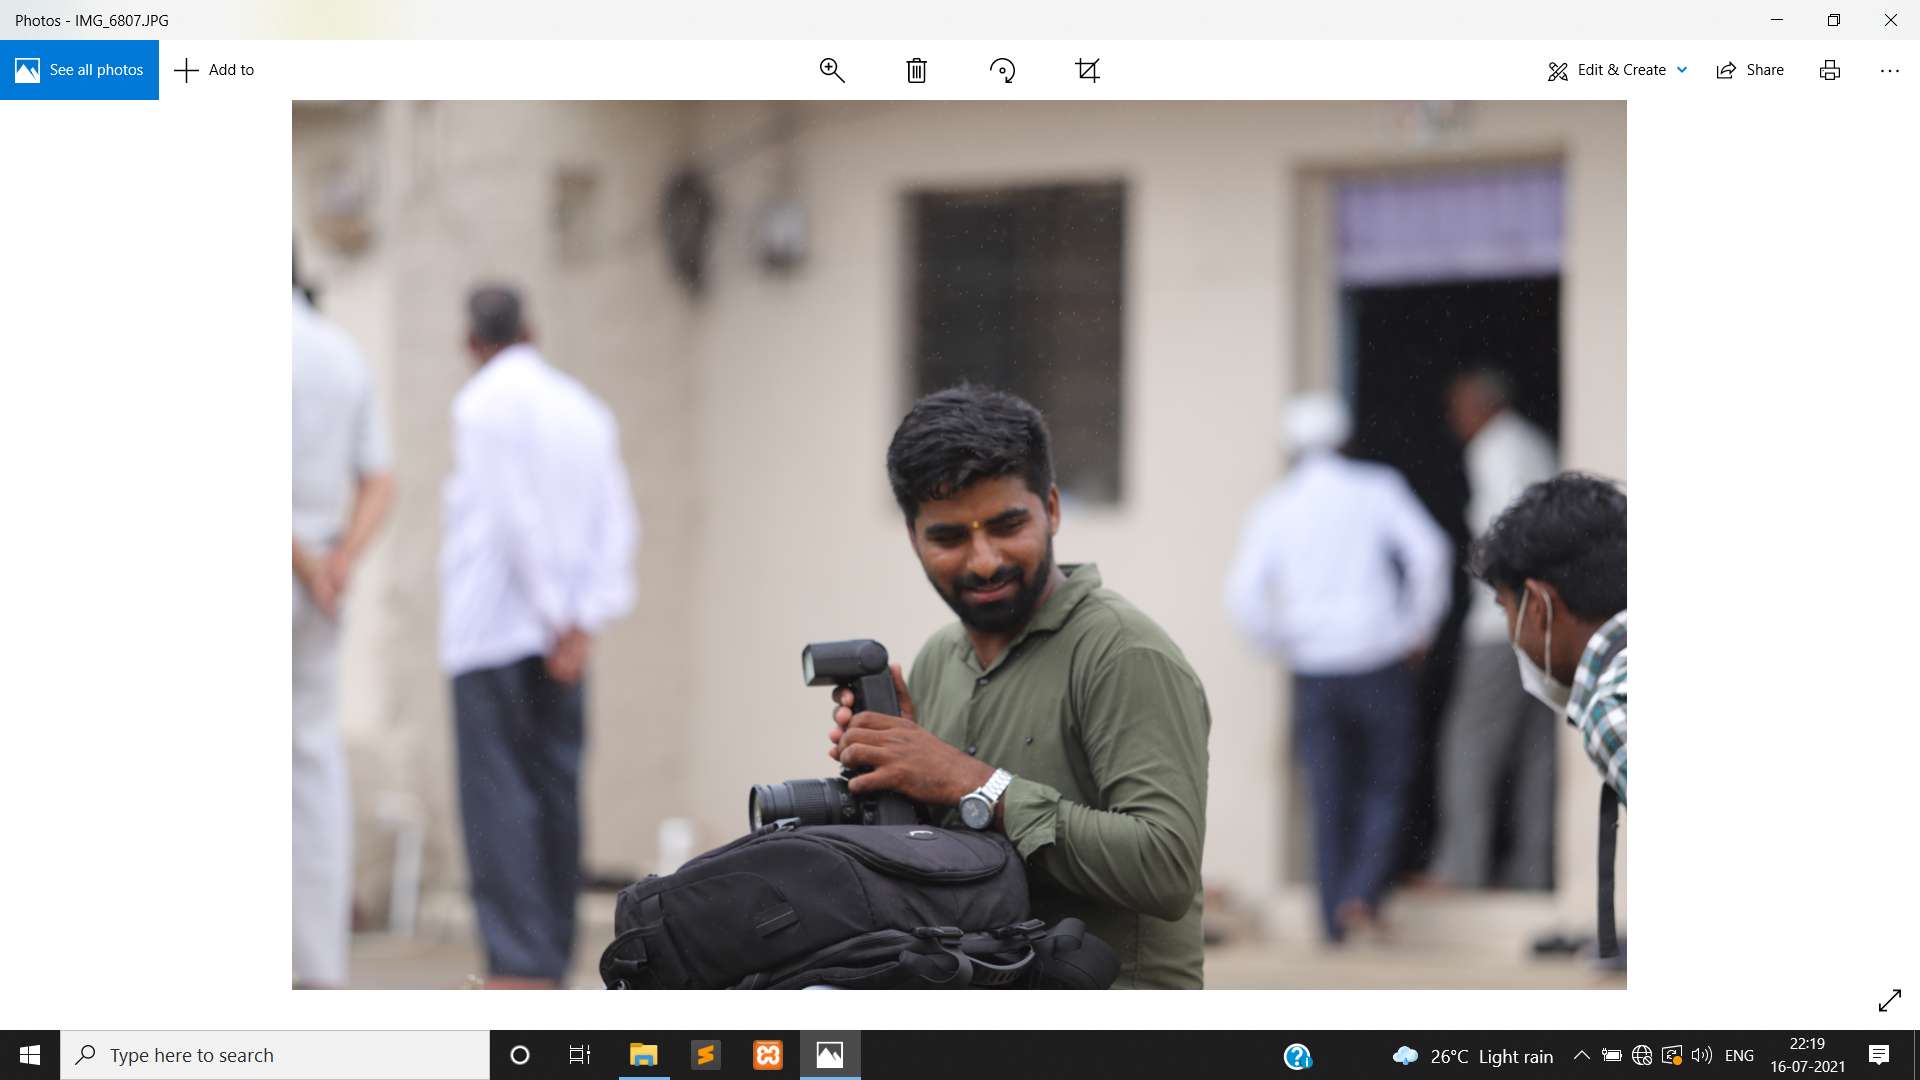 Photos - IMG_6807.JPG
See all photos
Add to
Edit & Create
Share
Type here to search
26°C Light rain
ENG
22:19
16-07-2021